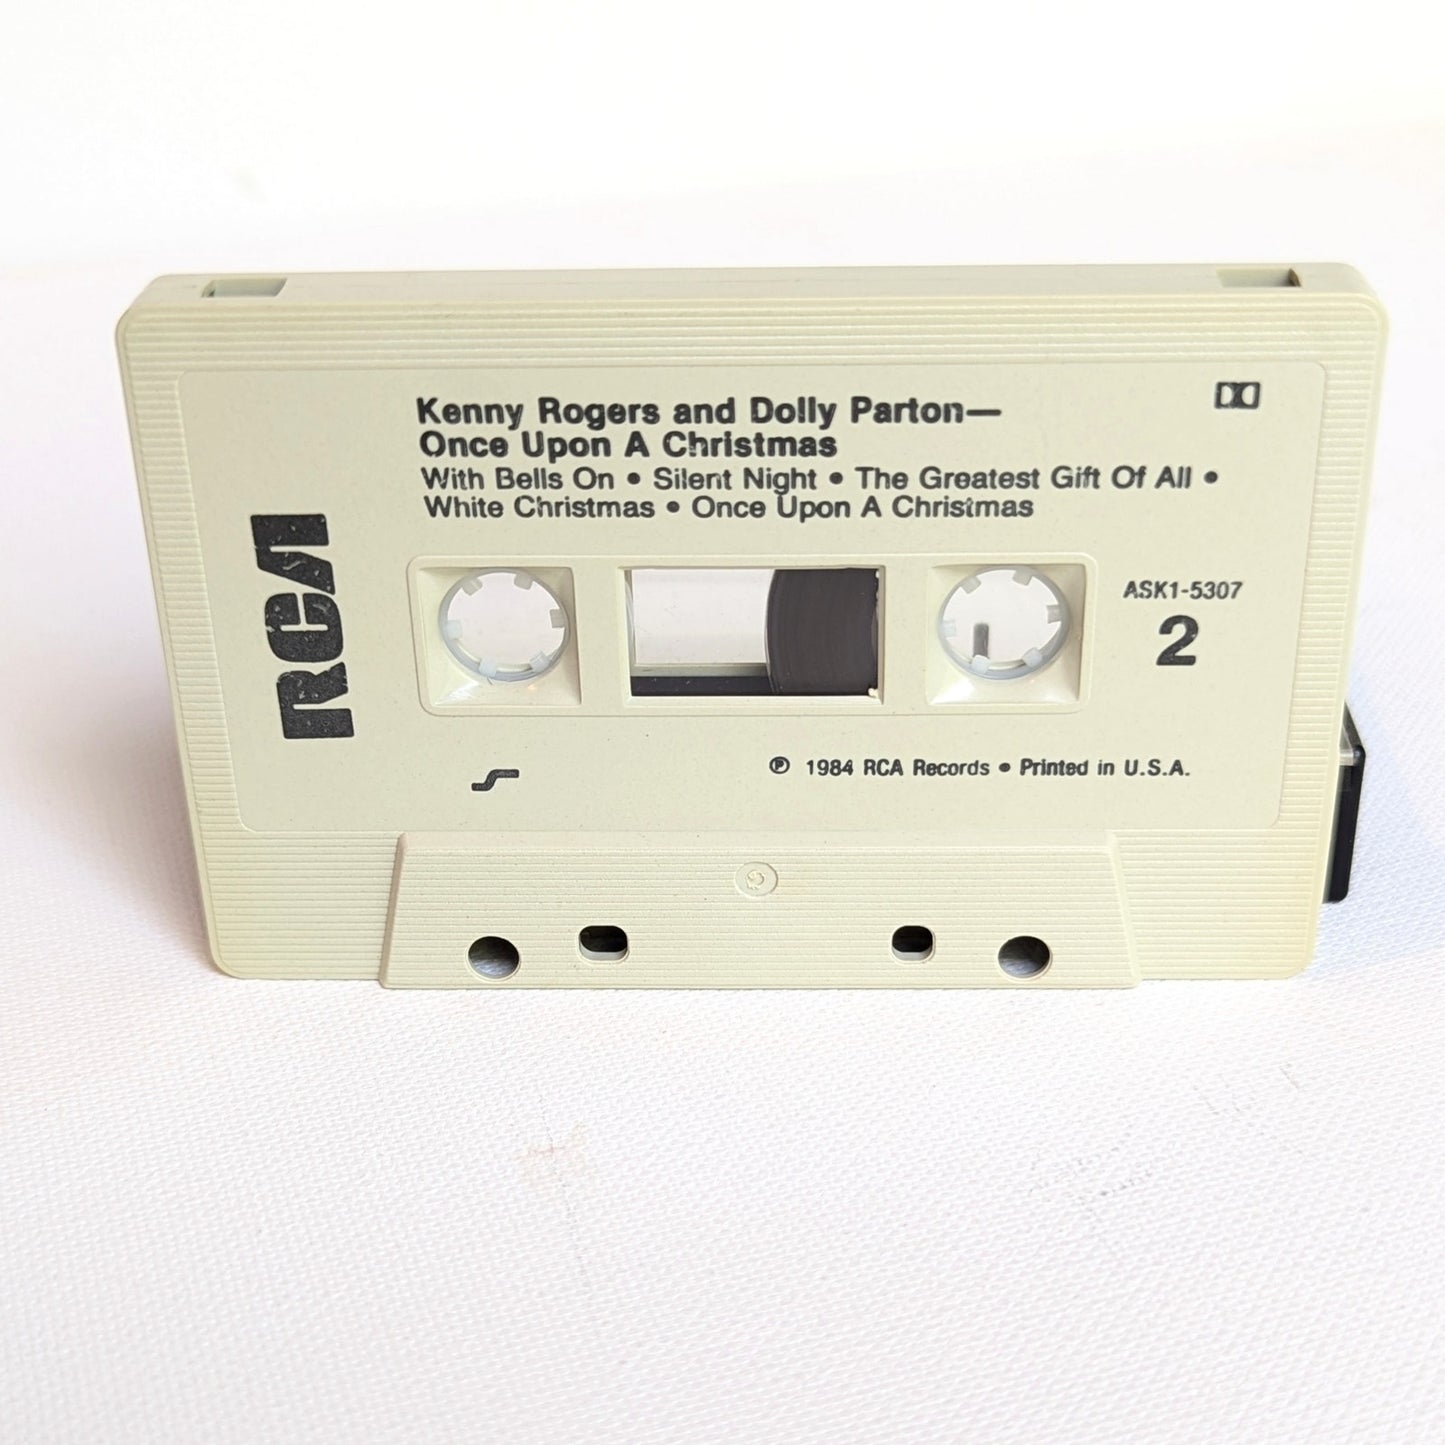 Kenny Rogers and Dolly Parton—
Once Upon A Christmas
With Bells On • Silent Night • The Greatest Gift Of All •
White Christmas • Once Upon A Christmas
RCA
ASK1-5307
2
℗ 1984 RCA Records • Printed in U.S.A.